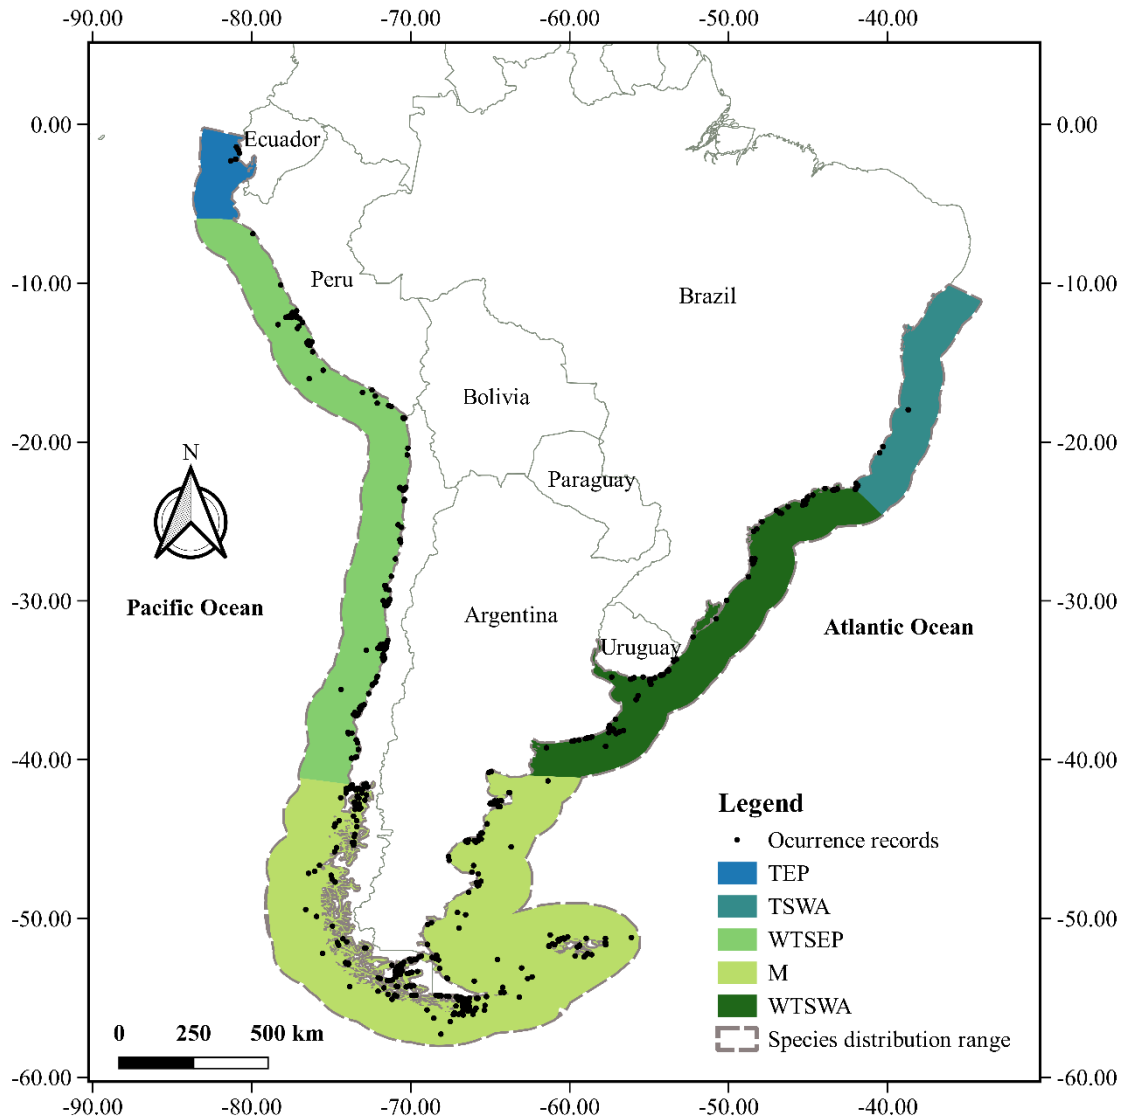 -90.00 -80.00 -70.00 -60.00 -50.00 -40.00
0.00 0.00
Ecuador
-10.00 -10.00
Peru
Brazil
Bolivia
-20.00 -20.00
N
Paraguay
-30.00 -30.00
Pacific Ocean
Argentina
Atlantic Ocean
Uruguay
-40.00 -40.00
Legend
Ocurrence records
TEP
TSWA
-50.00 -50.00
WTSEP
M
WTSWA
0 250 500 km
Species distribution range
-60.00 -60.00
-90.00 -80.00 -70.00 -60.00 -50.00 -40.00